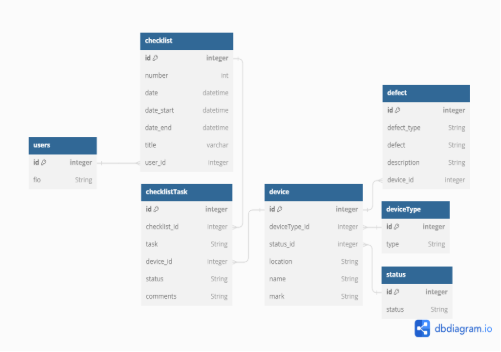 checklist
id integer
number int
date datetime
date_start datetime
date_end datetime
title varchar
user_id integer
users
id integer
fio String
checklistTask
id integer
checklist_id integer
task String
device_id integer
status String
comments String
device
id integer
deviceType_id integer
status_id integer
location String
name String
mark String
defect
id integer
defect_type String
defect String
description String
device_id integer
deviceType
id integer
type String
status
id integer
status String
dbdiagram.io